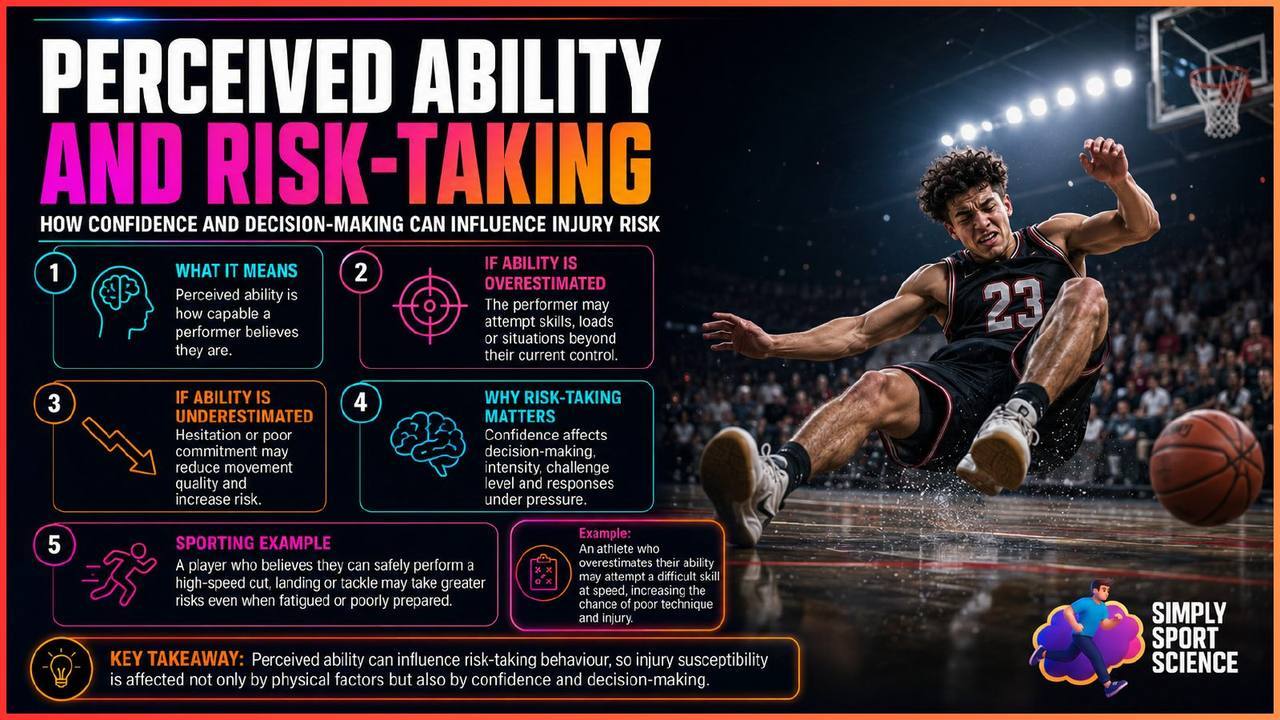 PERCEIVED ABILITY
AND RISK-TAKING
HOW CONFIDENCE AND DECISION-MAKING CAN INFLUENCE INJURY RISK
1
WHAT IT MEANS
Perceived ability is
how capable a
performer believes
they are.
2
IF ABILITY IS
OVERESTIMATED
The performer may
attempt skills, loads
or situations beyond
their current control.
3
IF ABILITY IS
UNDERESTIMATED
Hesitation or poor
commitment may
reduce movement
quality and
increase risk.
4
WHY RISK-TAKING
MATTERS
Confidence affects
decision-making,
intensity, challenge
level and responses
under pressure.
5
SPORTING EXAMPLE
A player who believes they can safely perform a
high-speed cut, landing or tackle may take greater
risks even when fatigued or poorly prepared.
Example:
An athlete who
overestimates their ability
may attempt a difficult skill
at speed, increasing the
chance of poor technique
and injury.
KEY TAKEAWAY: Perceived ability can influence risk-taking behaviour, so injury susceptibility
is affected not only by physical factors but also by confidence and decision-making.
23
SIMPLY
SPORT
SCIENCE